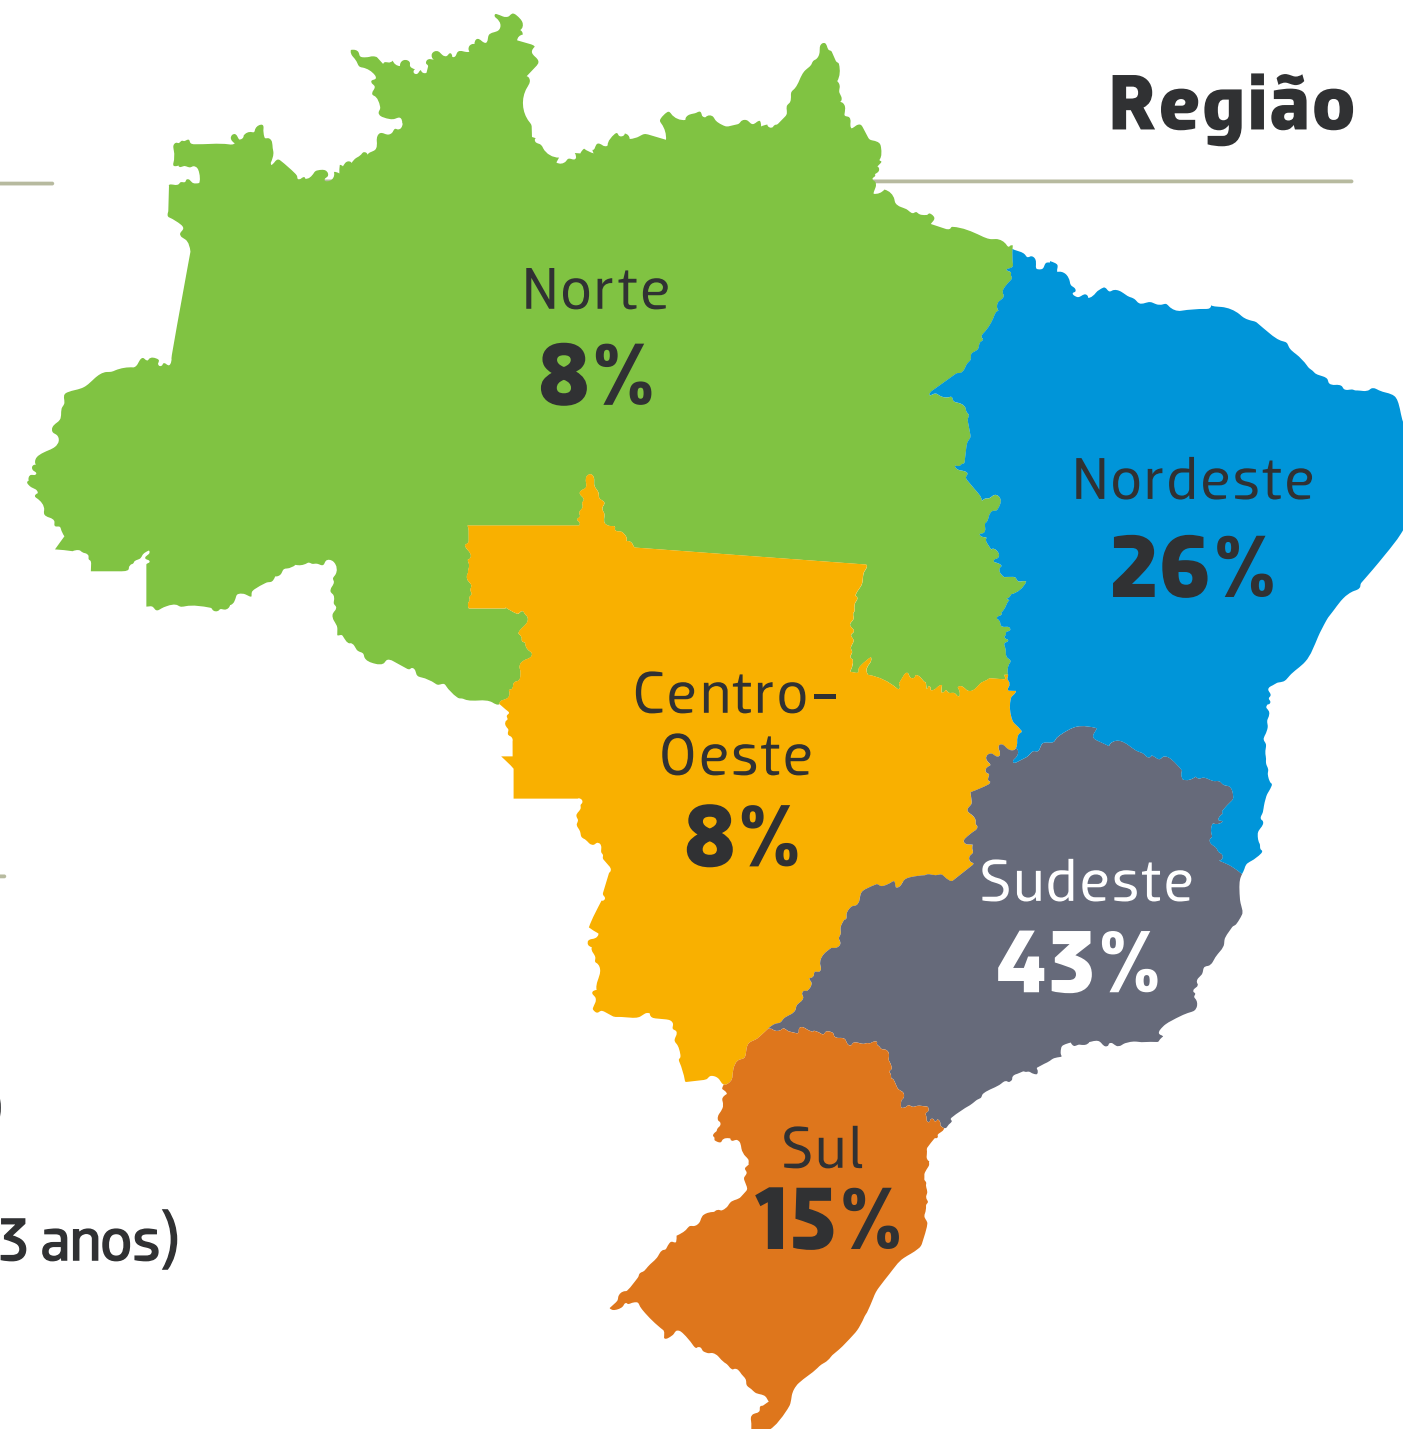 Região
Norte
8%
Nordeste
26%
Centro-
Oeste
8%
Sudeste
43%
Sul
15%
3 anos)